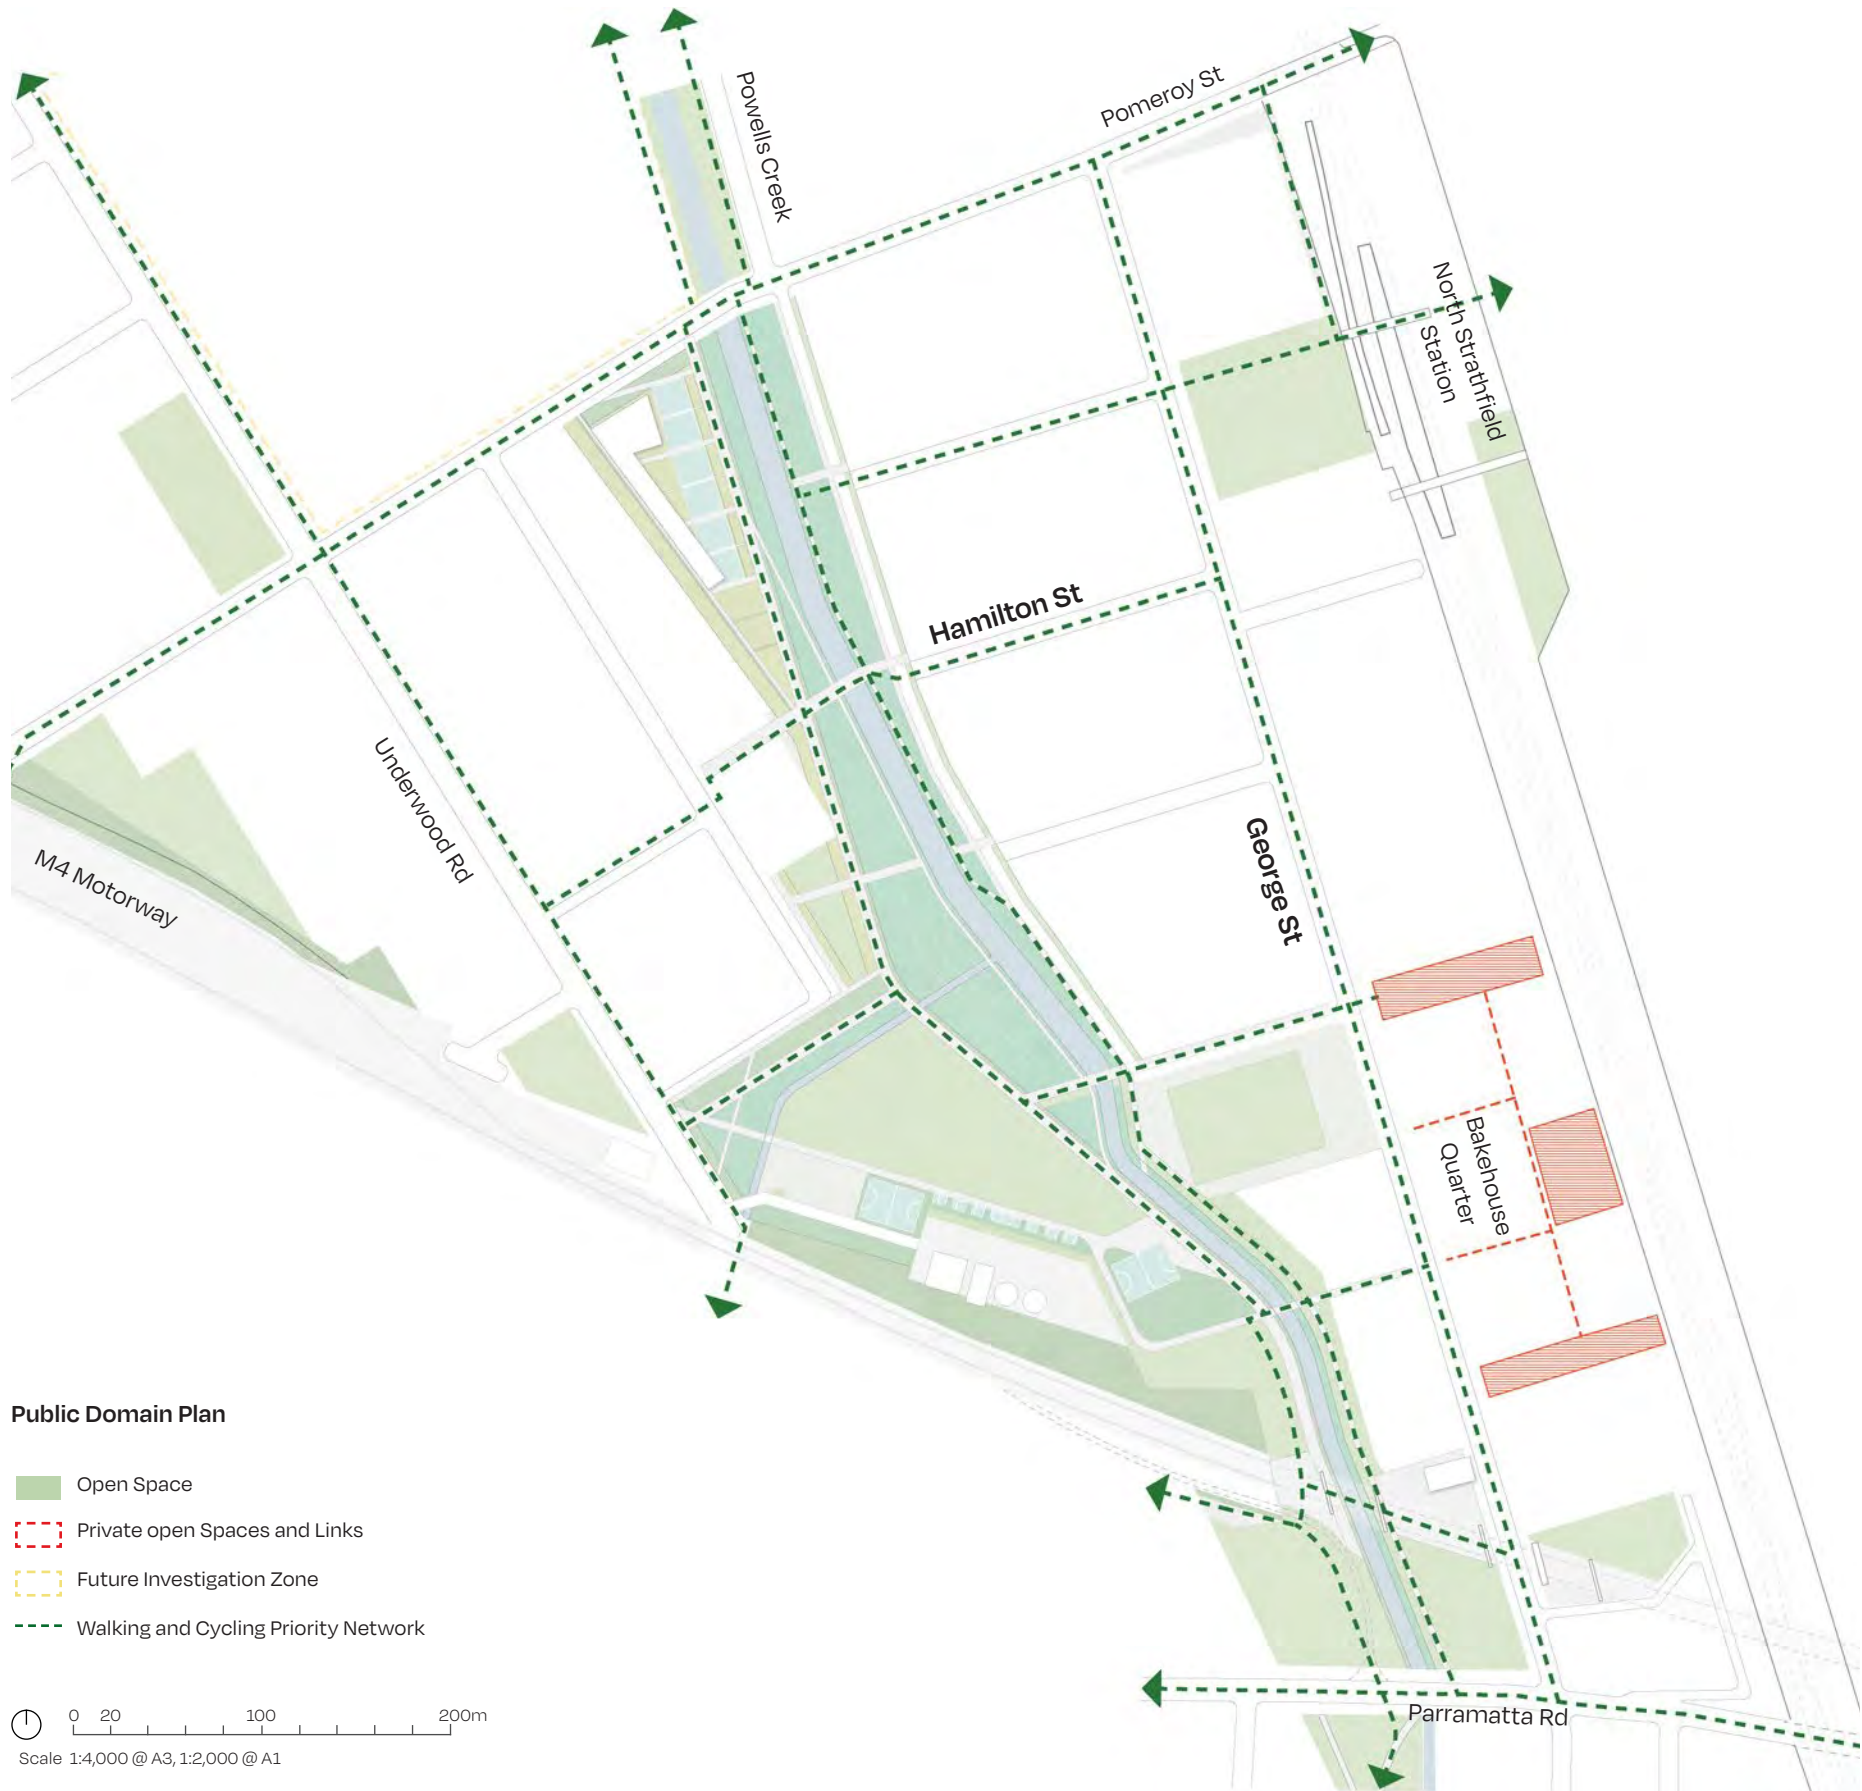 Powells Creek
Pomeroy St
North Strathfield
Station
Hamilton St
Underwood Rd
M4 Motorway
George St
Bakehouse
Quarter
Public Domain Plan
Open Space
Private open Spaces and Links
Future Investigation Zone
Walking and Cycling Priority Network
0 20 100 200m
Scale 1:4,000 @ A3, 1:2,000 @ A1
Parramatta Rd